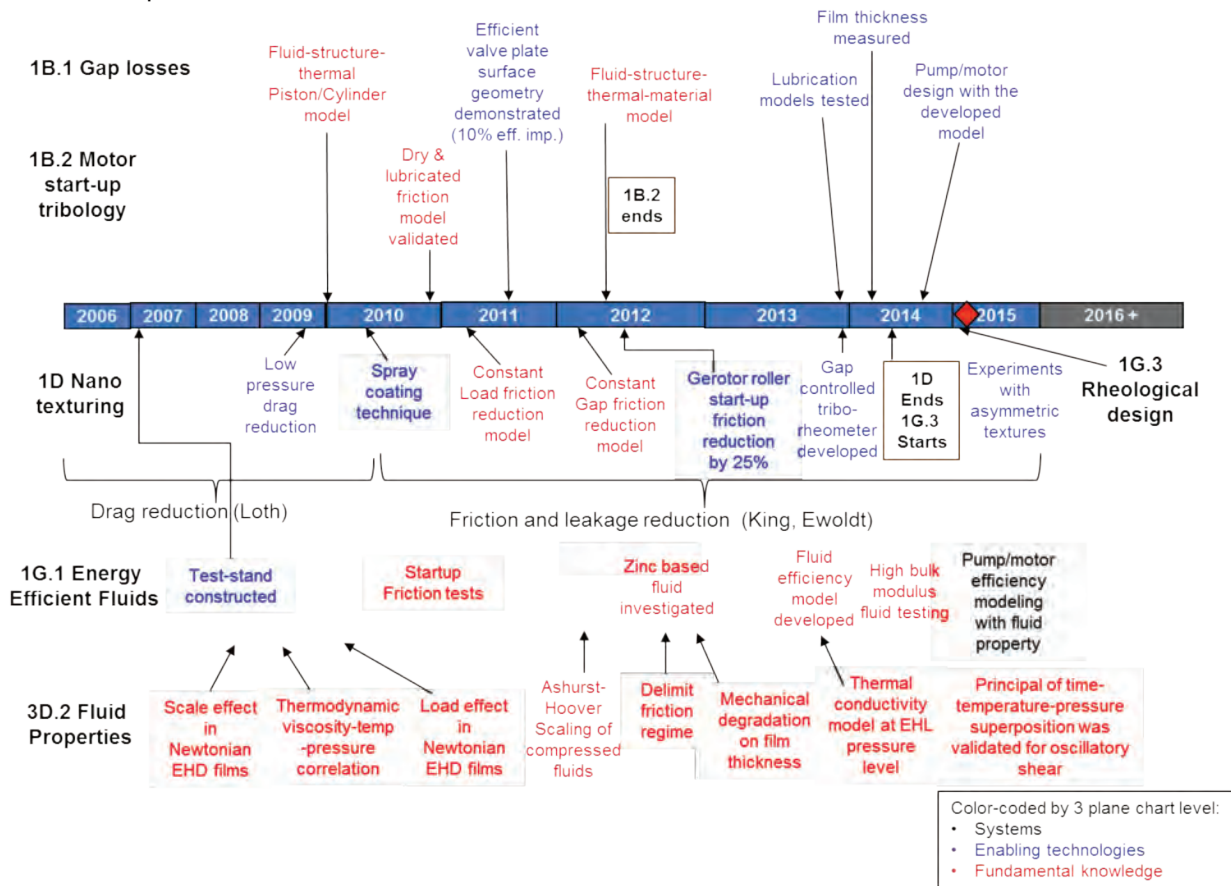 1B.1 Gap losses
Fluid-structure-
thermal
Piston/Cylinder
model
Efficient
valve plate
surface
geometry
demonstrated
(10% eff. imp.)
Fluid-structure-
thermal-material
model
Film thickness
measured
Lubrication
models tested
Pump/motor
design with the
developed
model
1B.2 Motor
start-up
tribology
Dry &
lubricated
friction
model
validated
1B.2
ends
2006
2007
2008
2009
2010
2011
2012
2013
2014
2015
2016 +
1D Nano
texturing
Low
pressure
drag
reduction
Spray
coating
technique
Constant
Load friction
reduction
model
Constant
Gap friction
reduction
model
Gerotor roller
start-up
friction
reduction
by 25%
Gap
controlled
tribo-
rheometer
developed
1D
Ends
1G.3
Starts
Experiments
with
asymmetric
textures
1G.3
Rheological
design
Drag reduction (Loth)
Friction and leakage reduction (King, Ewoldt)
1G.1 Energy
Efficient Fluids
Test-stand
constructed
Startup
Friction tests
Zinc based
fluid
investigated
Fluid
efficiency
model
developed
High bulk
modulus
fluid testing
Pump/motor
efficiency
modeling
with fluid
property
3D.2 Fluid
Properties
Scale effect
in
Newtonian
EHD films
Thermodynamic
viscosity-temp
-pressure
correlation
Load effect
in
Newtonian
EHD films
Ashurst-
Hoover
Scaling of
compressed
fluids
Delimit
friction
regime
Mechanical
degradation
on film
thickness
Thermal
conductivity
model at EHL
pressure
level
Principal of time-
temperature-pressure
superposition was
validated for oscillatory
shear
Color-coded by 3 plane chart level:
• Systems
• Enabling technologies
• Fundamental knowledge